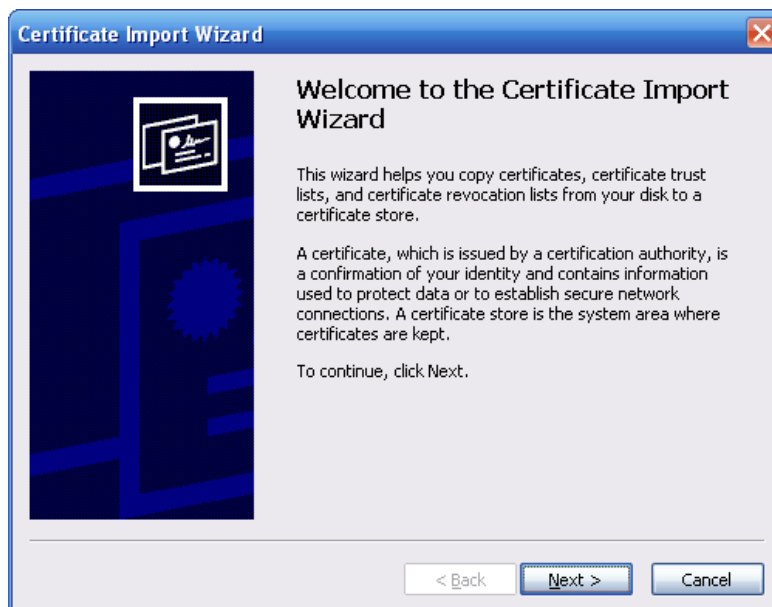 Certificate Import Wizard
Welcome to the Certificate Import
Wizard
This wizard helps you copy certificates, certificate trust
lists, and certificate revocation lists from your disk to a
certificate store.
A certificate, which is issued by a certification authority, is
a confirmation of your identity and contains information
used to protect data or to establish secure network
connections. A certificate store is the system area where
certificates are kept.
To continue, click Next.
< Back Next > Cancel